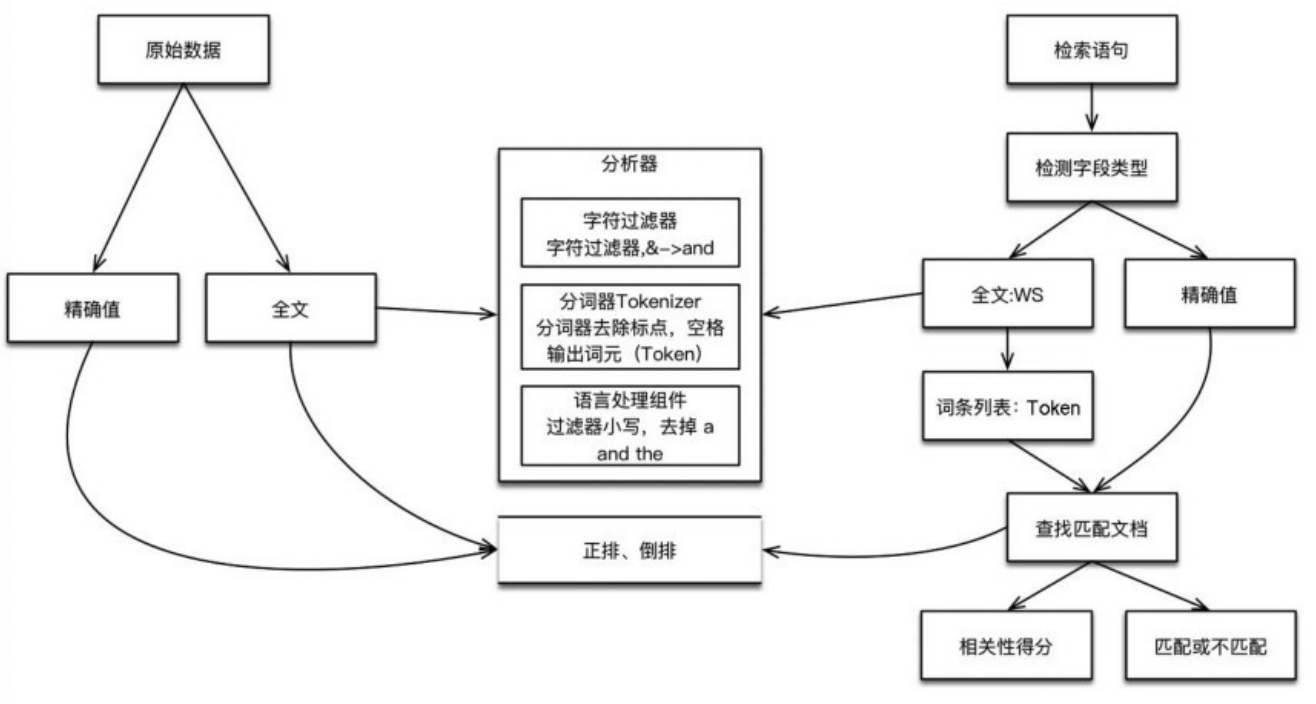 原始数据
检索语句
检测字段类型
分析器
字符过滤器
字符过滤器,&->and
分词器Tokenizer
分词器去除标点，空格
输出词元（Token）
语言处理组件
过滤器小写，去掉 a
and the
精确值
全文
全文:WS
精确值
词条列表：Token
正排、倒排
查找匹配文档
相关性得分
匹配或不匹配